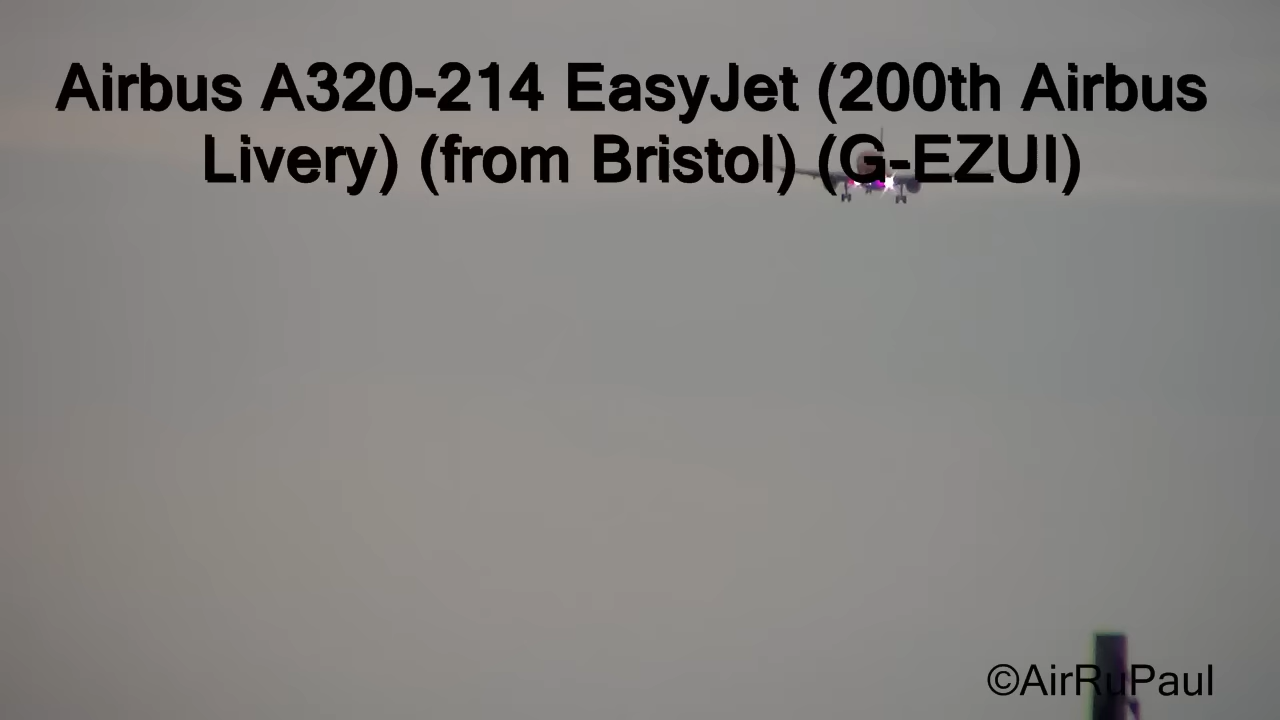 Airbus A320-214 EasyJet (200th Airbus
Livery) (from Bristol) (G-EZUI)
©AirRuPaul